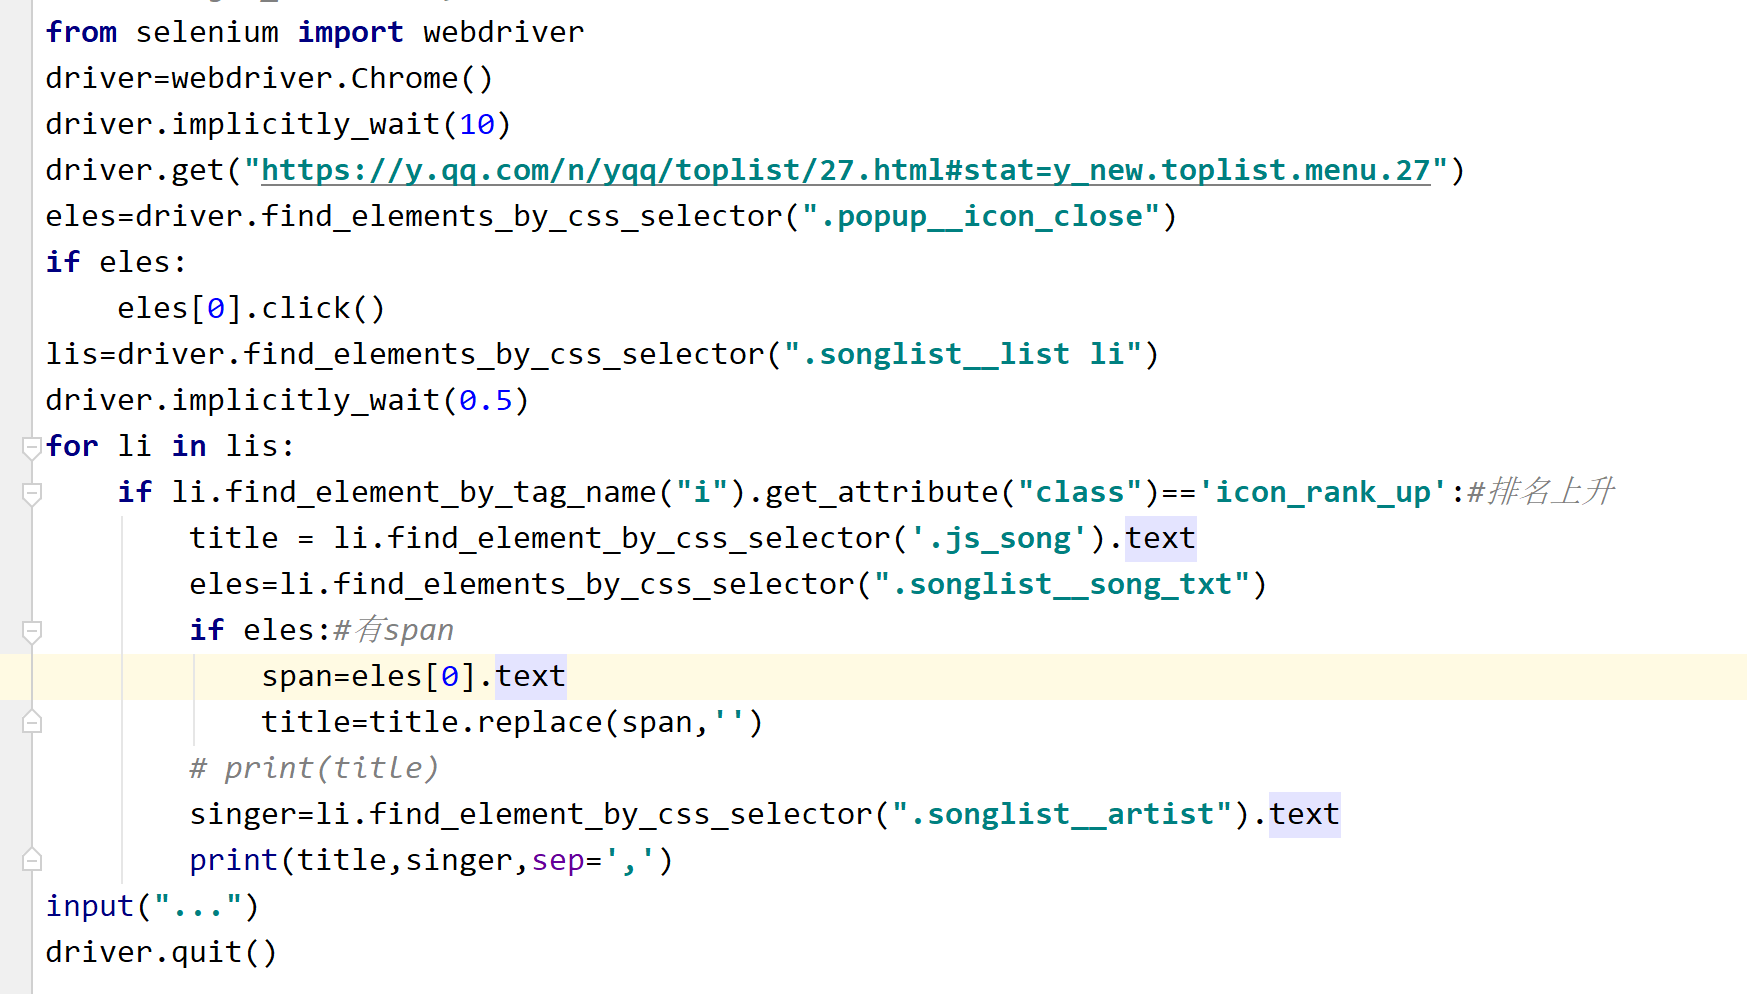 from selenium import webdriver
driver=webdriver.Chrome()
driver.implicitly_wait(10)
driver.get("https://y.qq.com/n/yqq/toplist/27.html#stat=y_new.toplist.menu.27")
eles=driver.find_elements_by_css_selector(".popup__icon_close")
if eles:
    eles[0].click()
lis=driver.find_elements_by_css_selector(".songlist__list li")
driver.implicitly_wait(0.5)
for li in lis:
    if li.find_element_by_tag_name("i").get_attribute("class")=='icon_rank_up':#排名上升
        title = li.find_element_by_css_selector('.js_song').text
        eles=li.find_elements_by_css_selector(".songlist__song_txt")
        if eles:#有span
            span=eles[0].text
            title=title.replace(span,'')
        # print(title)
        singer=li.find_element_by_css_selector(".songlist__artist").text
        print(title,singer,sep=',')
input("...")
driver.quit()